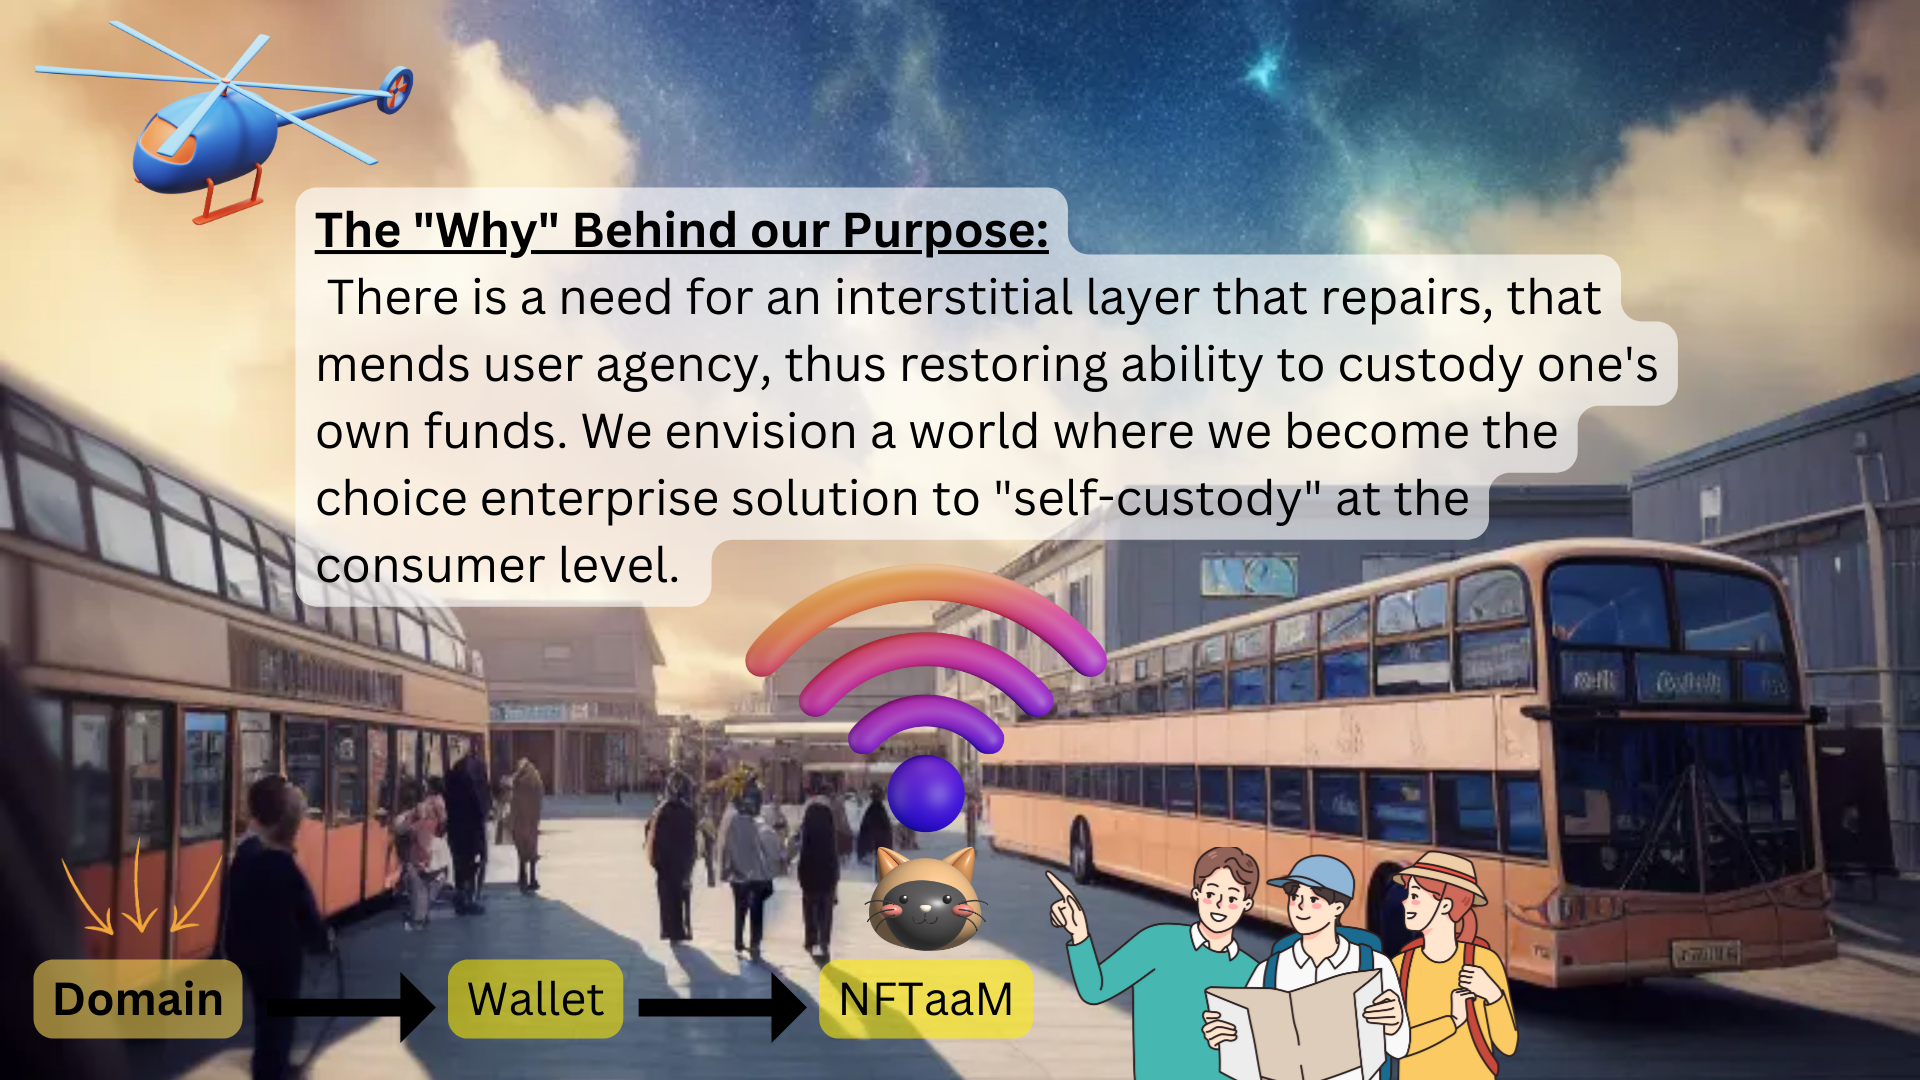 The "Why" Behind our Purpose:
There is a need for an interstitial layer that repairs, that
mends user agency, thus restoring ability to custody one's
own funds. We envision a world where we become the
choice enterprise solution to "self-custody" at the
consumer level.
Domain
Wallet
NFTaaM